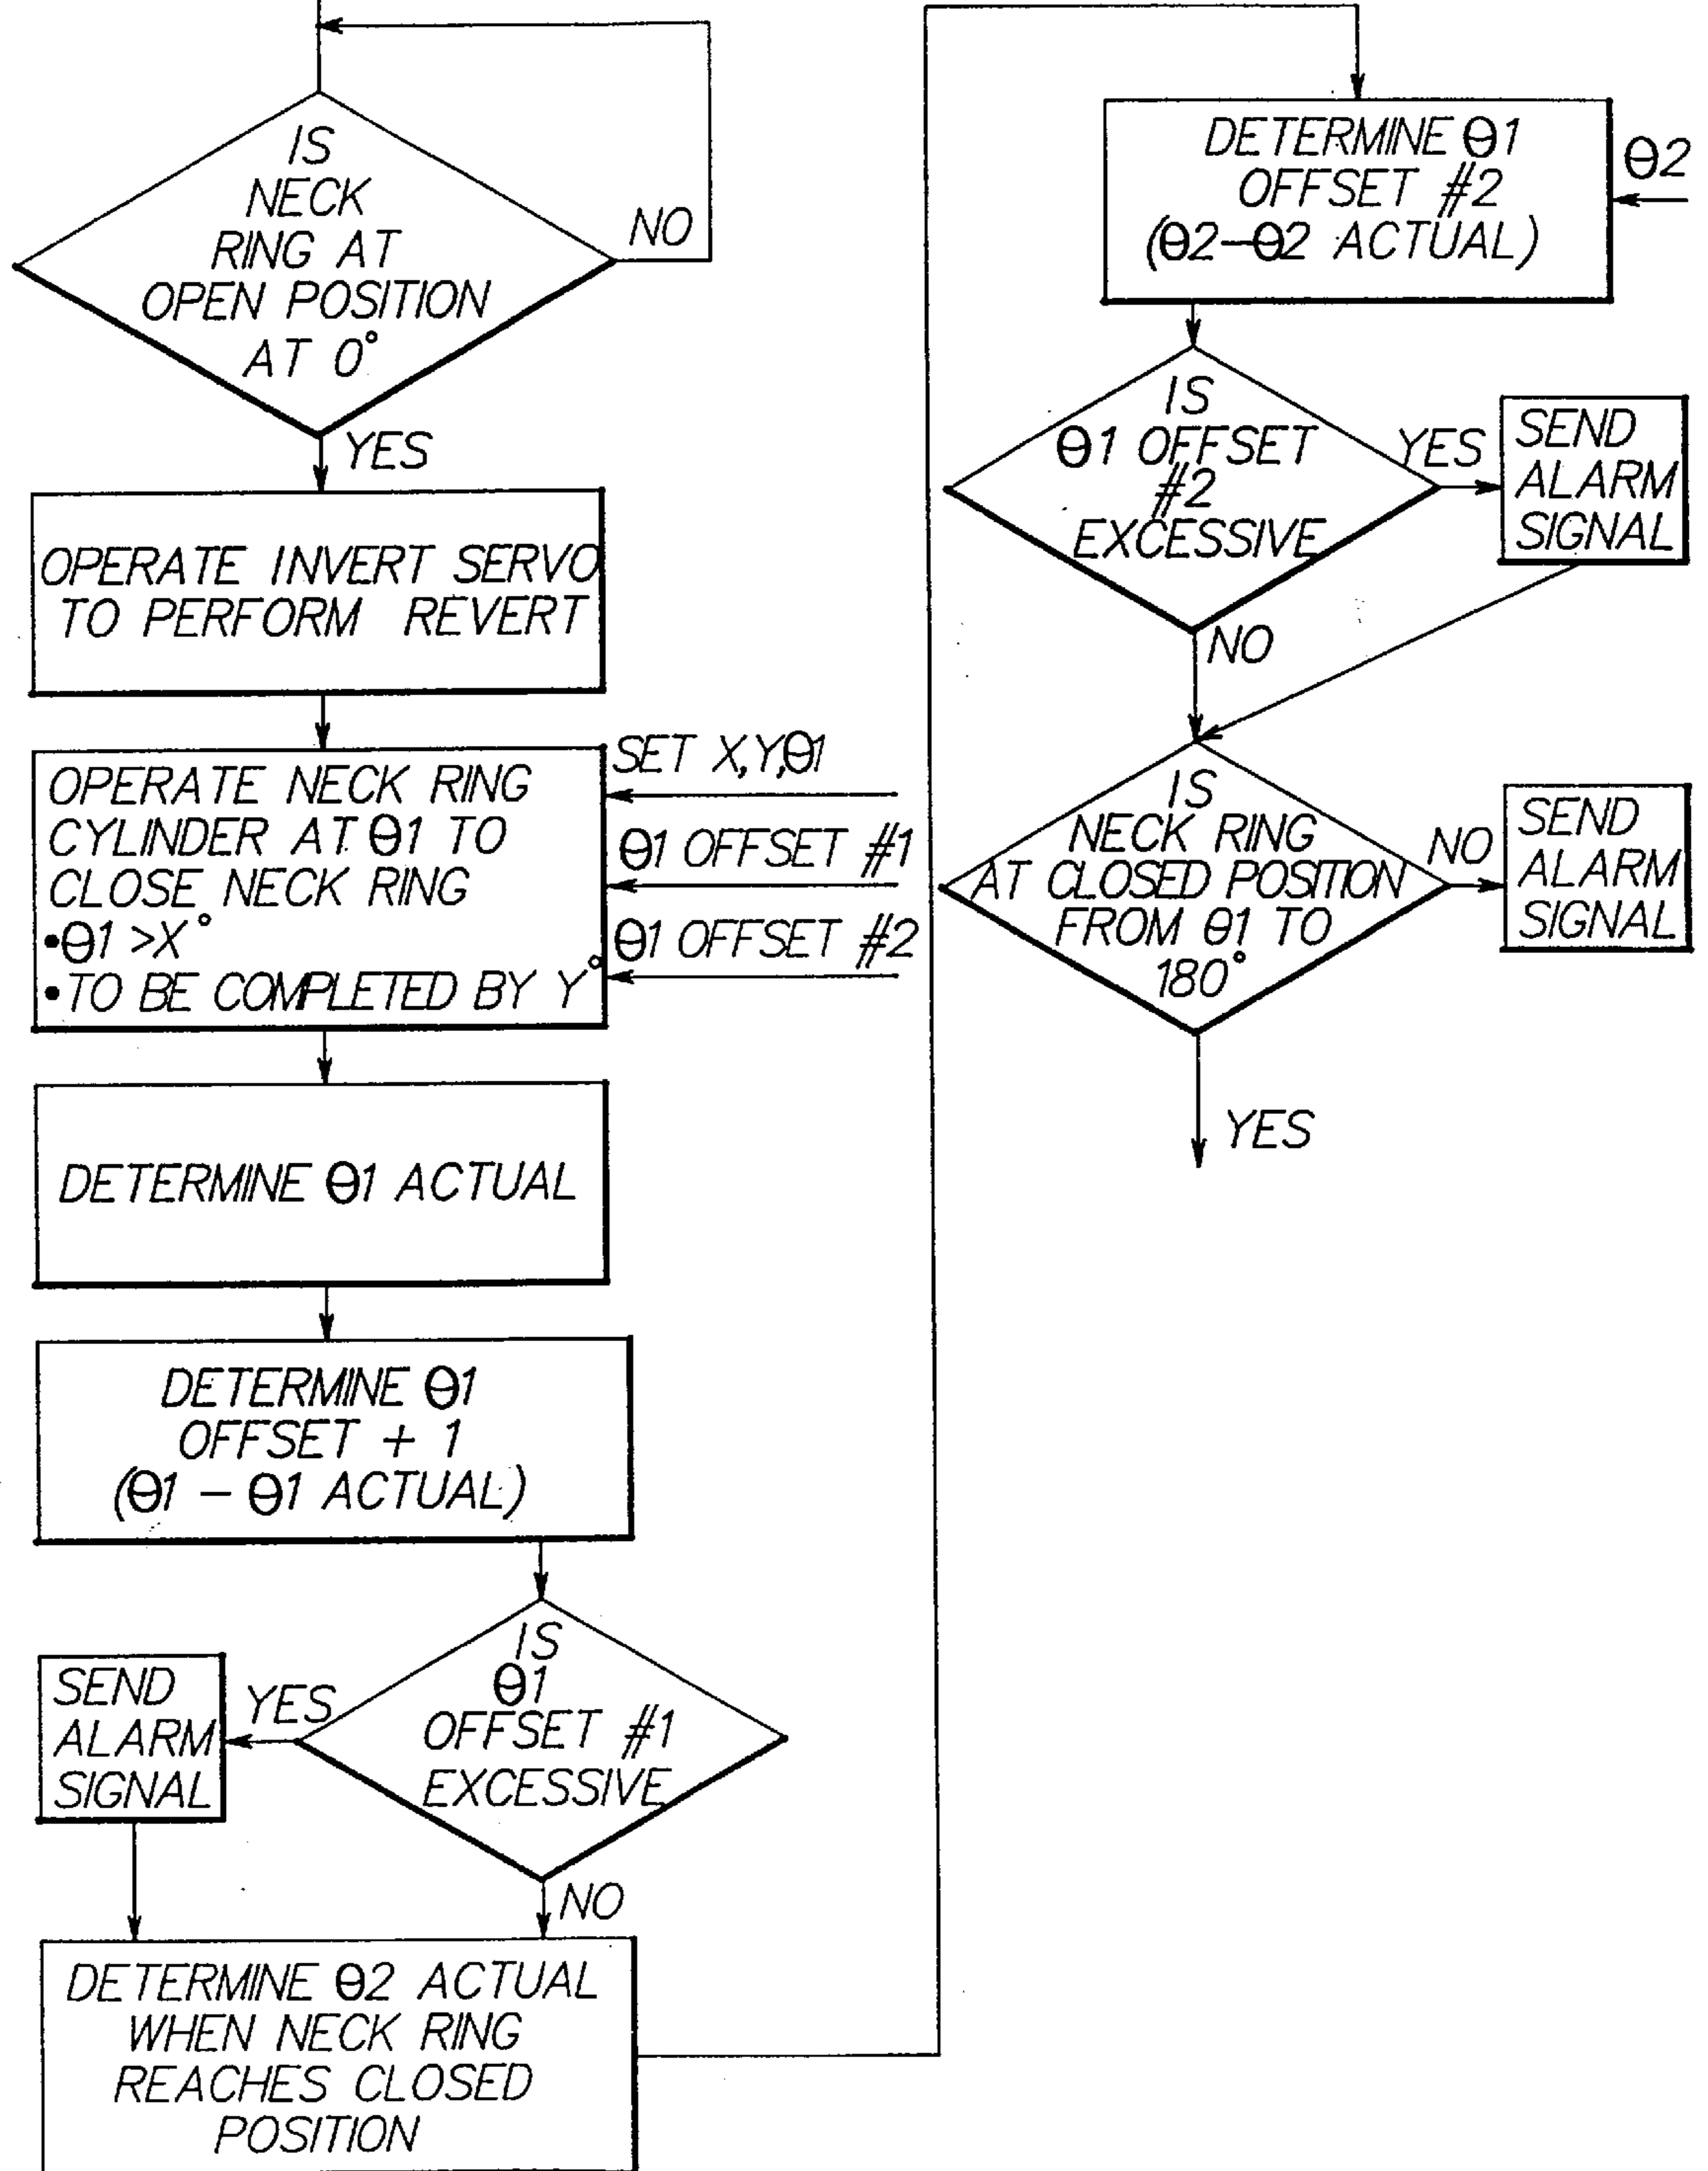 IS
NECK
RING AT
OPEN POSITION
AT 0°
NO
YES
OPERATE INVERT SERVO
TO PERFORM REVERT
OPERATE NECK RING
CYLINDER AT Θ1 TO
CLOSE NECK RING
•Θ1 >X°
•TO BE COMPLETED BY Y°
SET X,Y,Θ1
Θ1 OFFSET #1
Θ1 OFFSET #2
DETERMINE Θ1 ACTUAL
DETERMINE Θ1
OFFSET + 1
(Θ1 – Θ1 ACTUAL)
IS
Θ1
OFFSET #1
EXCESSIVE
YES
SEND
ALARM
SIGNAL
NO
DETERMINE Θ2 ACTUAL
WHEN NECK RING
REACHES CLOSED
POSITION
DETERMINE Θ1
OFFSET #2
(Θ2–Θ2 ACTUAL)
Θ2
IS
Θ1 OFFSET
#2
EXCESSIVE
YES
SEND
ALARM
SIGNAL
NO
IS
NECK RING
AT CLOSED POSITION
FROM Θ1 TO
180°
NO
SEND
ALARM
SIGNAL
YES